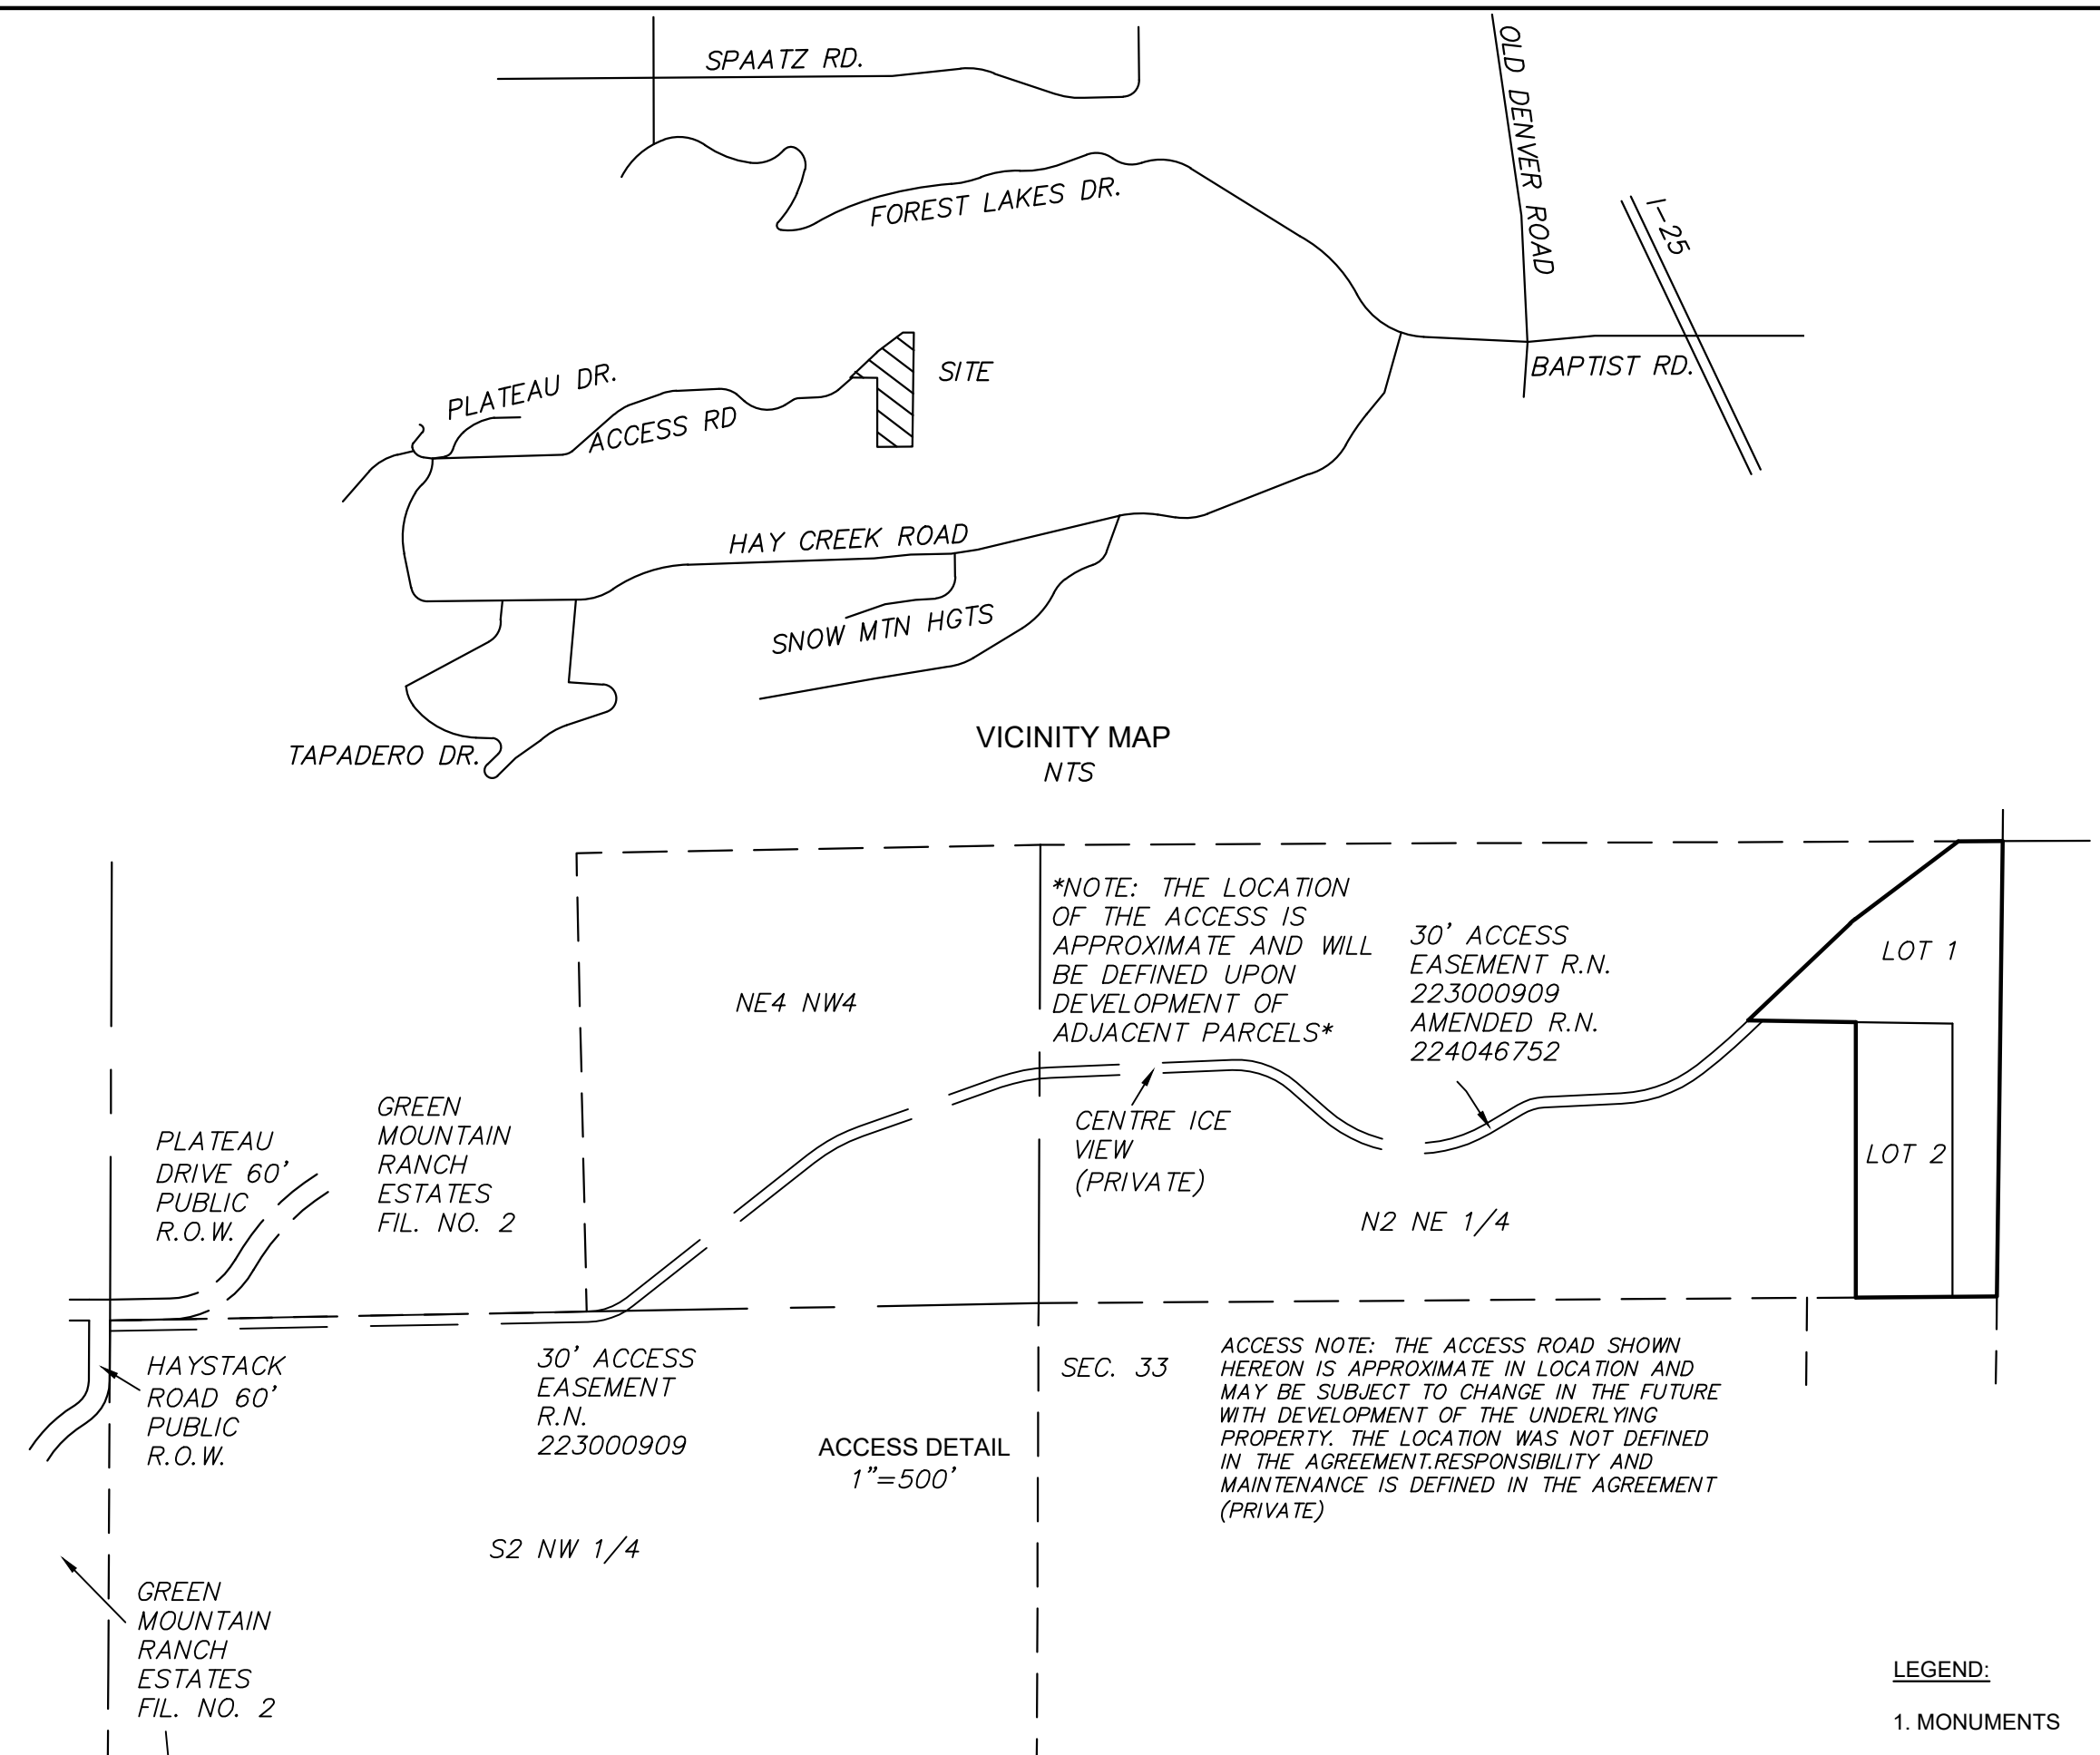 SPAATZ RD.
OLD DENVER ROAD
I-25
FOREST LAKES DR.
SITE
BAPTIST RD.
PLATEAU DR.
ACCESS RD
HAY CREEK ROAD
SNOW MTN HGTS
TAPADERO DR.
VICINITY MAP
NTS
*NOTE: THE LOCATION
OF THE ACCESS IS
APPROXIMATE AND WILL
BE DEFINED UPON
DEVELOPMENT OF
ADJACENT PARCELS*
30' ACCESS
EASEMENT R.N.
223000909
AMENDED R.N.
224046752
LOT 1
NE4 NW4
GREEN
MOUNTAIN
RANCH
ESTATES
FIL. NO. 2
PLATEAU
DRIVE 60'
PUBLIC
R.O.W.
CENTRE ICE
VIEW
(PRIVATE)
LOT 2
N2 NE 1/4
HAYSTACK
ROAD 60'
PUBLIC
R.O.W.
30' ACCESS
EASEMENT
R.N.
223000909
ACCESS DETAIL
1"=500'
SEC. 33
ACCESS NOTE: THE ACCESS ROAD SHOWN
HEREON IS APPROXIMATE IN LOCATION AND
MAY BE SUBJECT TO CHANGE IN THE FUTURE
WITH DEVELOPMENT OF THE UNDERLYING
PROPERTY. THE LOCATION WAS NOT DEFINED
IN THE AGREEMENT.RESPONSIBILITY AND
MAINTENANCE IS DEFINED IN THE AGREEMENT
(PRIVATE)
S2 NW 1/4
GREEN
MOUNTAIN
RANCH
ESTATES
FIL. NO. 2
LEGEND:
1. MONUMENTS